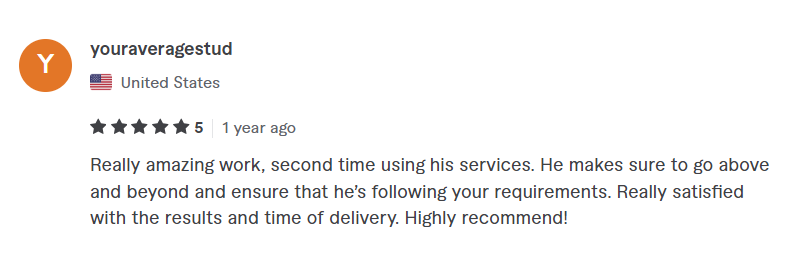 Y
youraveragestud
United States
5 1 year ago
Really amazing work, second time using his services. He makes sure to go above
and beyond and ensure that he’s following your requirements. Really satisfied
with the results and time of delivery. Highly recommend!